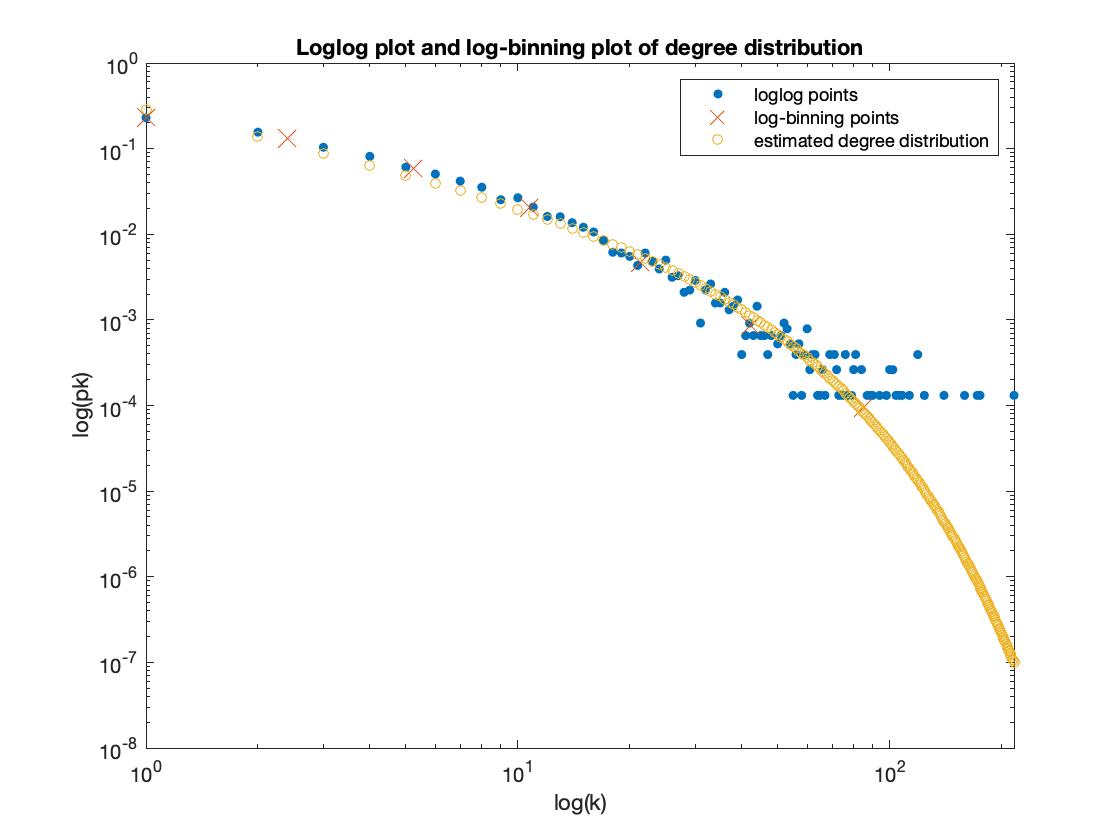 Loglog plot and log-binning plot of degree distribution
loglog points
log-binning points
estimated degree distribution
10^0
10^-1
10^-2
10^-3
10^-4
10^-5
10^-6
10^-7
10^-8
log(pk)
10^0 10^1 10^2
log(k)